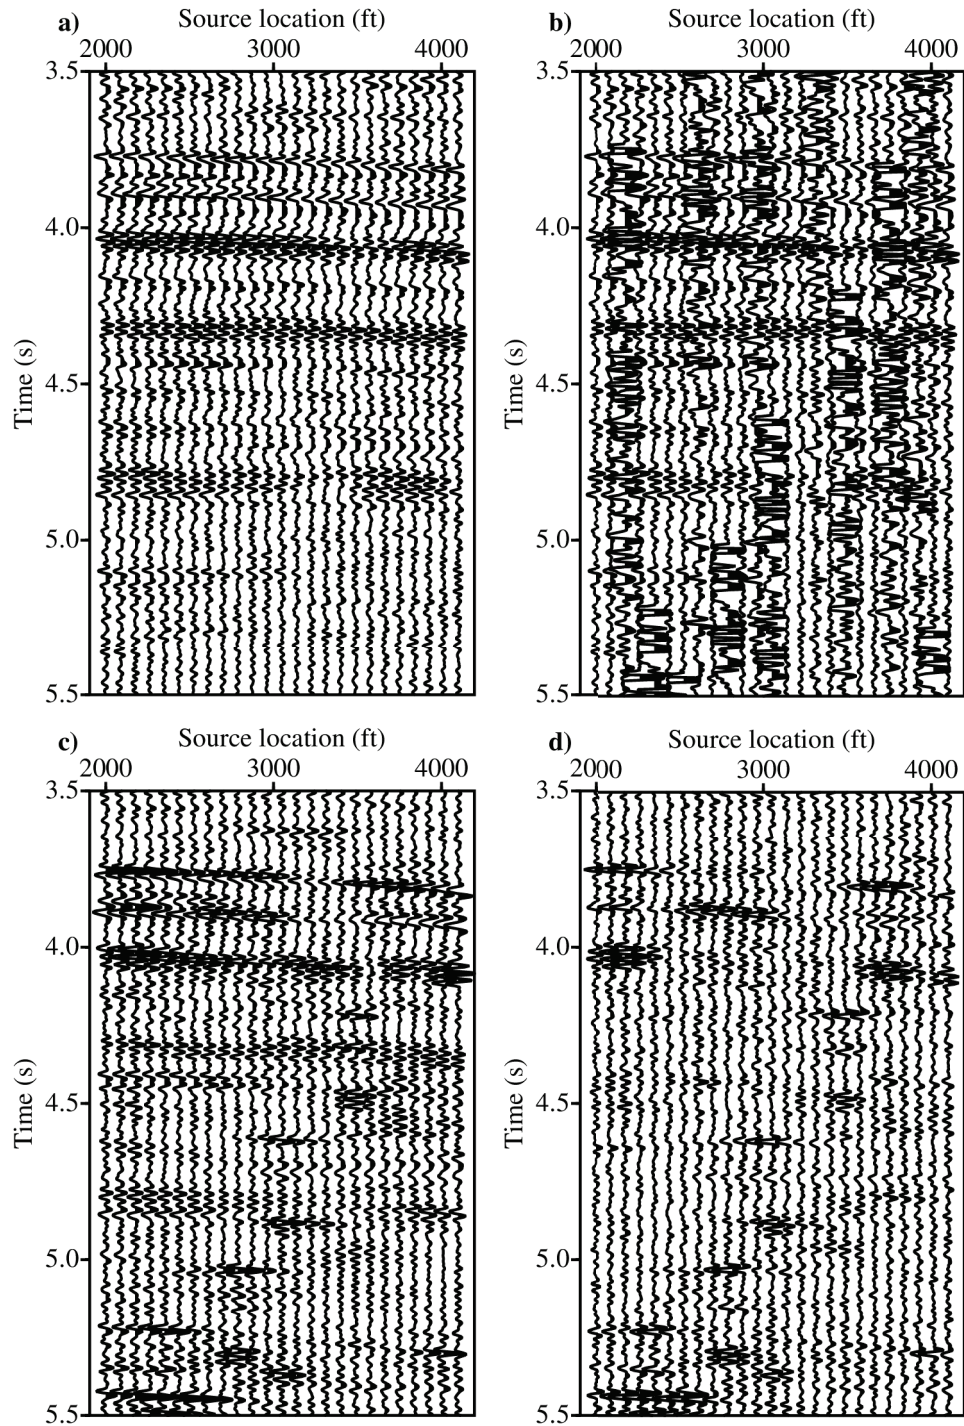 a) Source location (ft)
2000 3000 4000
3.5
4.0
4.5
5.0
5.5
Time (s)
b) Source location (ft)
2000 3000 4000
3.5
4.0
4.5
5.0
5.5
Time (s)
c) Source location (ft)
2000 3000 4000
3.5
4.0
4.5
5.0
5.5
Time (s)
d) Source location (ft)
2000 3000 4000
3.5
4.0
4.5
5.0
5.5
Time (s)